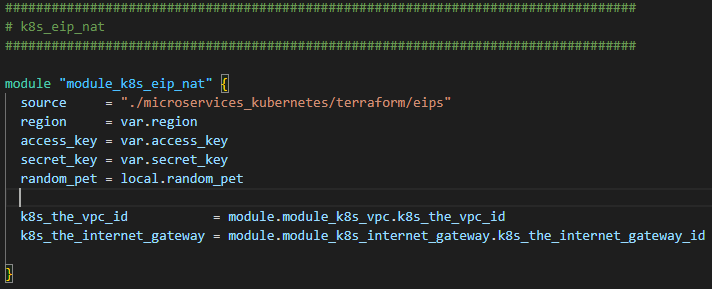 ################################################################################
# k8s_eip_nat
################################################################################
module "module_k8s_eip_nat" {
source     = "./microservices_kubernetes/terraform/eips"
region     = var.region
access_key = var.access_key
secret_key = var.secret_key
random_pet = local.random_pet
k8s_the_vpc_id           = module.module_k8s_vpc.k8s_the_vpc_id
k8s_the_internet_gateway = module.module_k8s_internet_gateway.k8s_the_internet_gateway_id
}